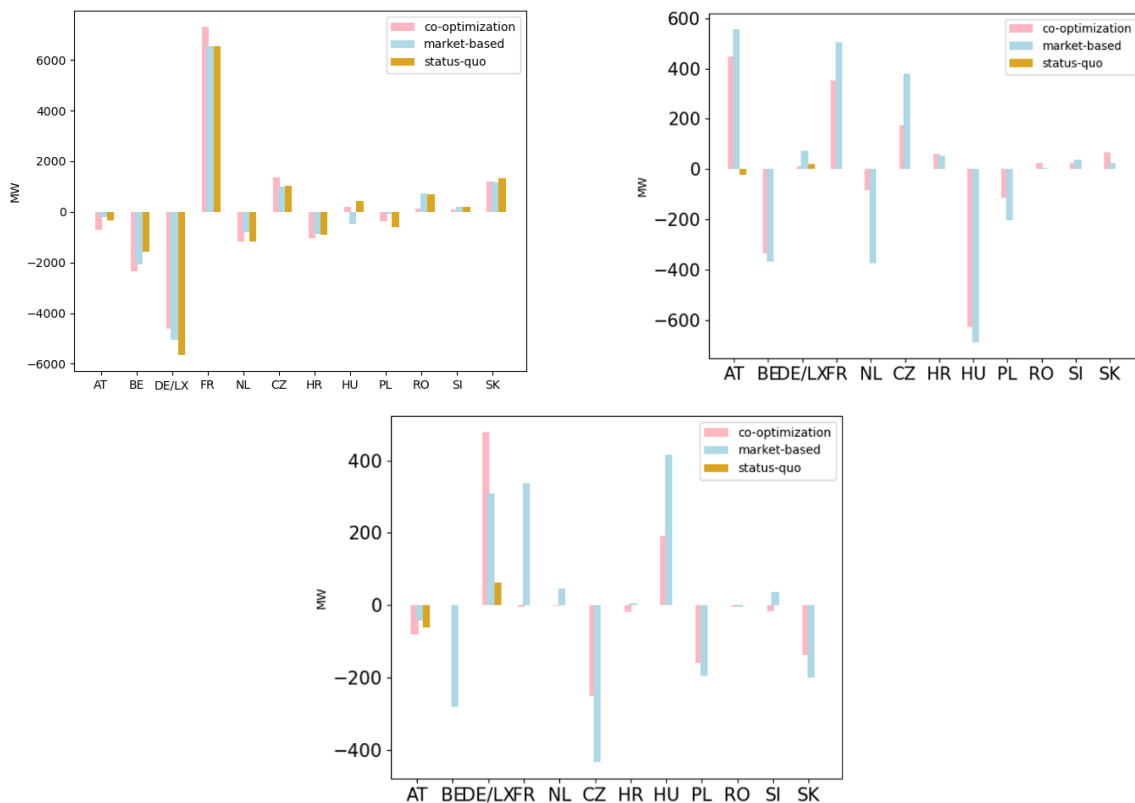 co-optimization
market-based
status-quo
6000
4000
2000
0
−2000
−4000
−6000
MW
AT BE DE/LX FR NL CZ HR HU PL RO SI SK
co-optimization
market-based
status-quo
600
400
200
0
−200
−400
−600
MW
AT BE DE/LX FR NL CZ HR HU PL RO SI SK
co-optimization
market-based
status-quo
400
200
0
−200
−400
MW
AT BE DE/LX FR NL CZ HR HU PL RO SI SK